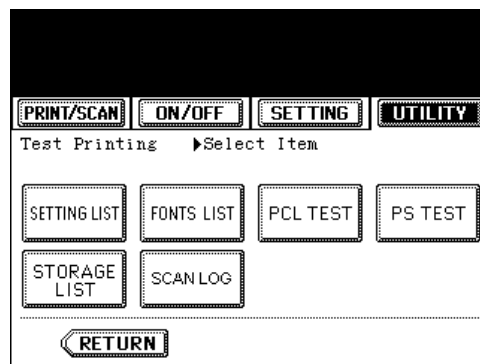 PRINT/SCAN ON/OFF SETTING UTILITY
Test Printing ▶Select Item
SETTING LIST FONTS LIST PCL TEST PS TEST
STORAGE LIST SCAN LOG
RETURN